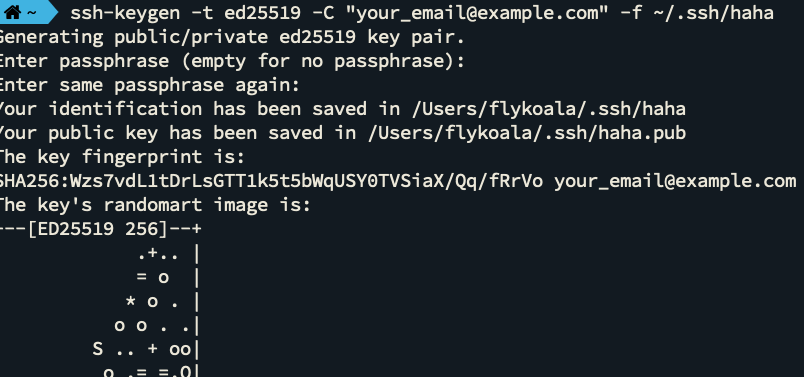 ~ ssh-keygen -t ed25519 -C "your_email@example.com" -f ~/.ssh/haha
Generating public/private ed25519 key pair.
Enter passphrase (empty for no passphrase):
Enter same passphrase again:
Your identification has been saved in /Users/flykoala/.ssh/haha
Your public key has been saved in /Users/flykoala/.ssh/haha.pub
The key fingerprint is:
SHA256:Wzs7vdL1tDrLsGTT1k5t5bWqUSY0TVSiaX/Qq/fRrVo your_email@example.com
The key's randomart image is:
---[ED25519 256]--+
.+.. |
= o |
* o . |
o o . .|
S .. + oo|
o .= =.O|